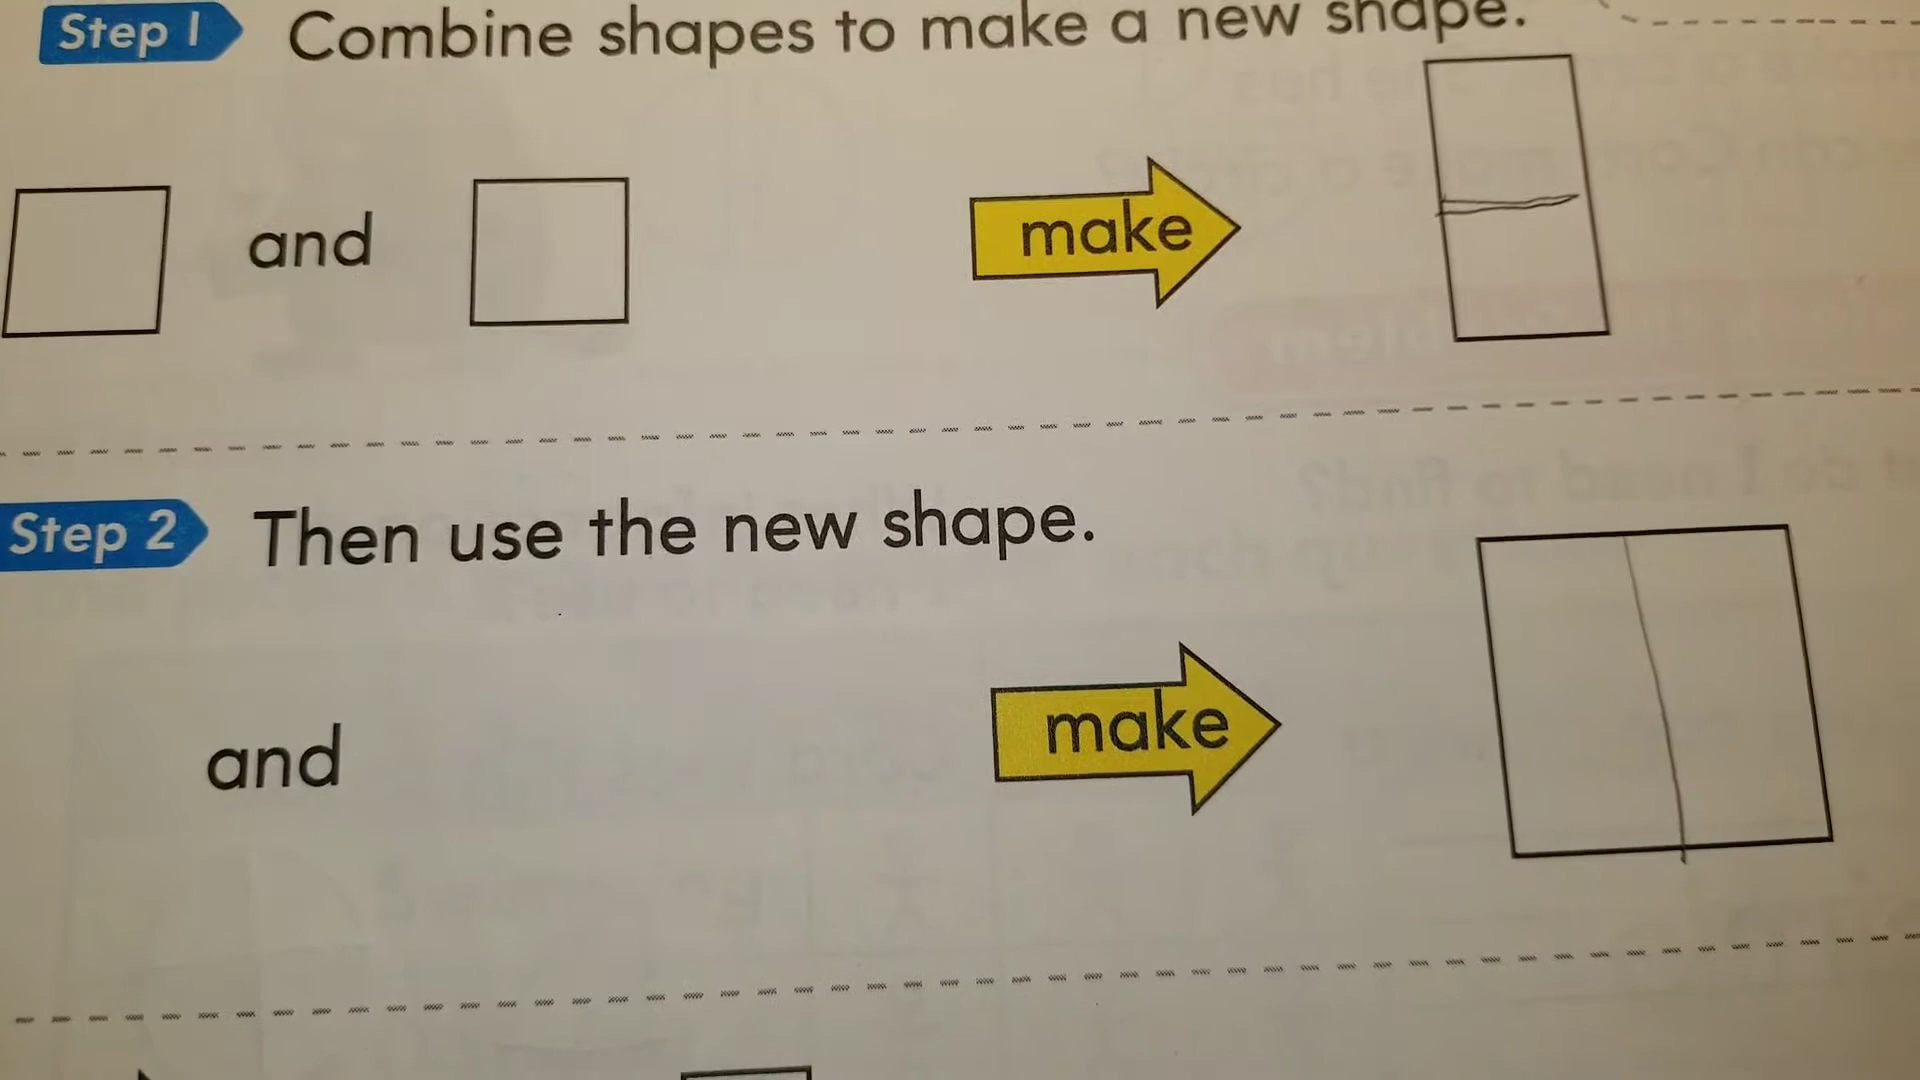 Step 1 Combine shapes to make a new shape.
and make
Step 2 Then use the new shape.
and make